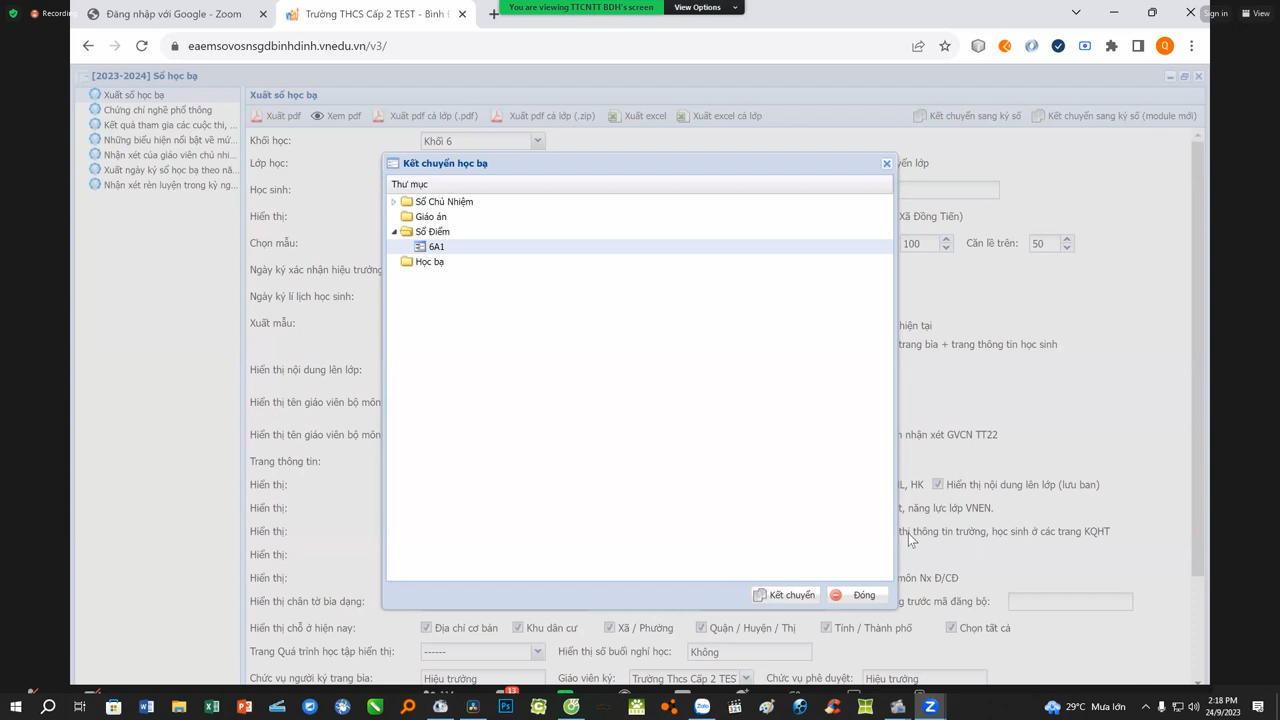 Recording
Đăng nhập với Google - Zoom
Trường THCS Cấp 2 TEST - Bình Đ
You are viewing TTCNTT BDH's screen
View Options
Sign in
View
eaemsovosnsgdbinhdinh.vnedu.vn/v3/
Q
[2023-2024] Sổ học bạ
Xuất sổ học bạ
Chứng chỉ nghề phổ thông
Kết quả tham gia các cuộc thi, ...
Những biểu hiện nổi bật về mứ...
Nhận xét của giáo viên chủ nhi...
Xuất ngày ký sổ học bạ theo nă...
Nhận xét rèn luyện trong kỳ ng...
Xuất sổ học bạ
Xuất pdf
Xem pdf
Xuất pdf cả lớp (.pdf)
Xuất pdf cả lớp (.zip)
Xuất excel
Xuất excel cả lớp
Kết chuyển sang ký số
Kết chuyển sang ký số (module mới)
Khối học:
Khối 6
Lớp học:
yển lớp
Học sinh:
Hiển thị:
Xã Đồng Tiến)
Chọn mẫu:
100
Căn lề trên:
50
Ngày ký xác nhận hiệu trưởng
Ngày kí lí lịch học sinh:
Xuất mẫu:
hiện tại
trang bìa + trang thông tin học sinh
Hiển thị nội dung lên lớp:
Hiển thị tên giáo viên bộ môn
Hiển thị tên giáo viên bộ môn
n nhận xét GVCN TT22
Trang thông tin:
Hiển thị:
HL, HK
Hiển thị nội dung lên lớp (lưu ban)
Hiển thị:
t, năng lực lớp VNEN.
Hiển thị:
thị thông tin trường, học sinh ở các trang KQHT
Hiển thị:
Hiển thị:
môn Nx Đ/CĐ
Hiển thị chân tờ bìa dạng:
g trước mã đăng bộ:
Hiển thị chỗ ở hiện nay:
Địa chỉ cơ bản
Khu dân cư
Xã / Phường
Quận / Huyện / Thị
Tỉnh / Thành phố
Chọn tất cả
Trang Quá trình học tập hiển thị:
------
Hiển thị số buổi nghỉ học:
Không
Chức vụ người ký trang bìa:
Hiệu trưởng
Giáo viên ký:
Trường Thcs Cấp 2 TES
Chức vụ phê duyệt:
Hiệu trưởng
Kết chuyển học bạ
Thư mục
Sổ Chủ Nhiệm
Giáo án
Sổ Điểm
6A1
Học bạ
Kết chuyển
Đóng
13
29°C Mưa lớn
2:18 PM
24/9/2023